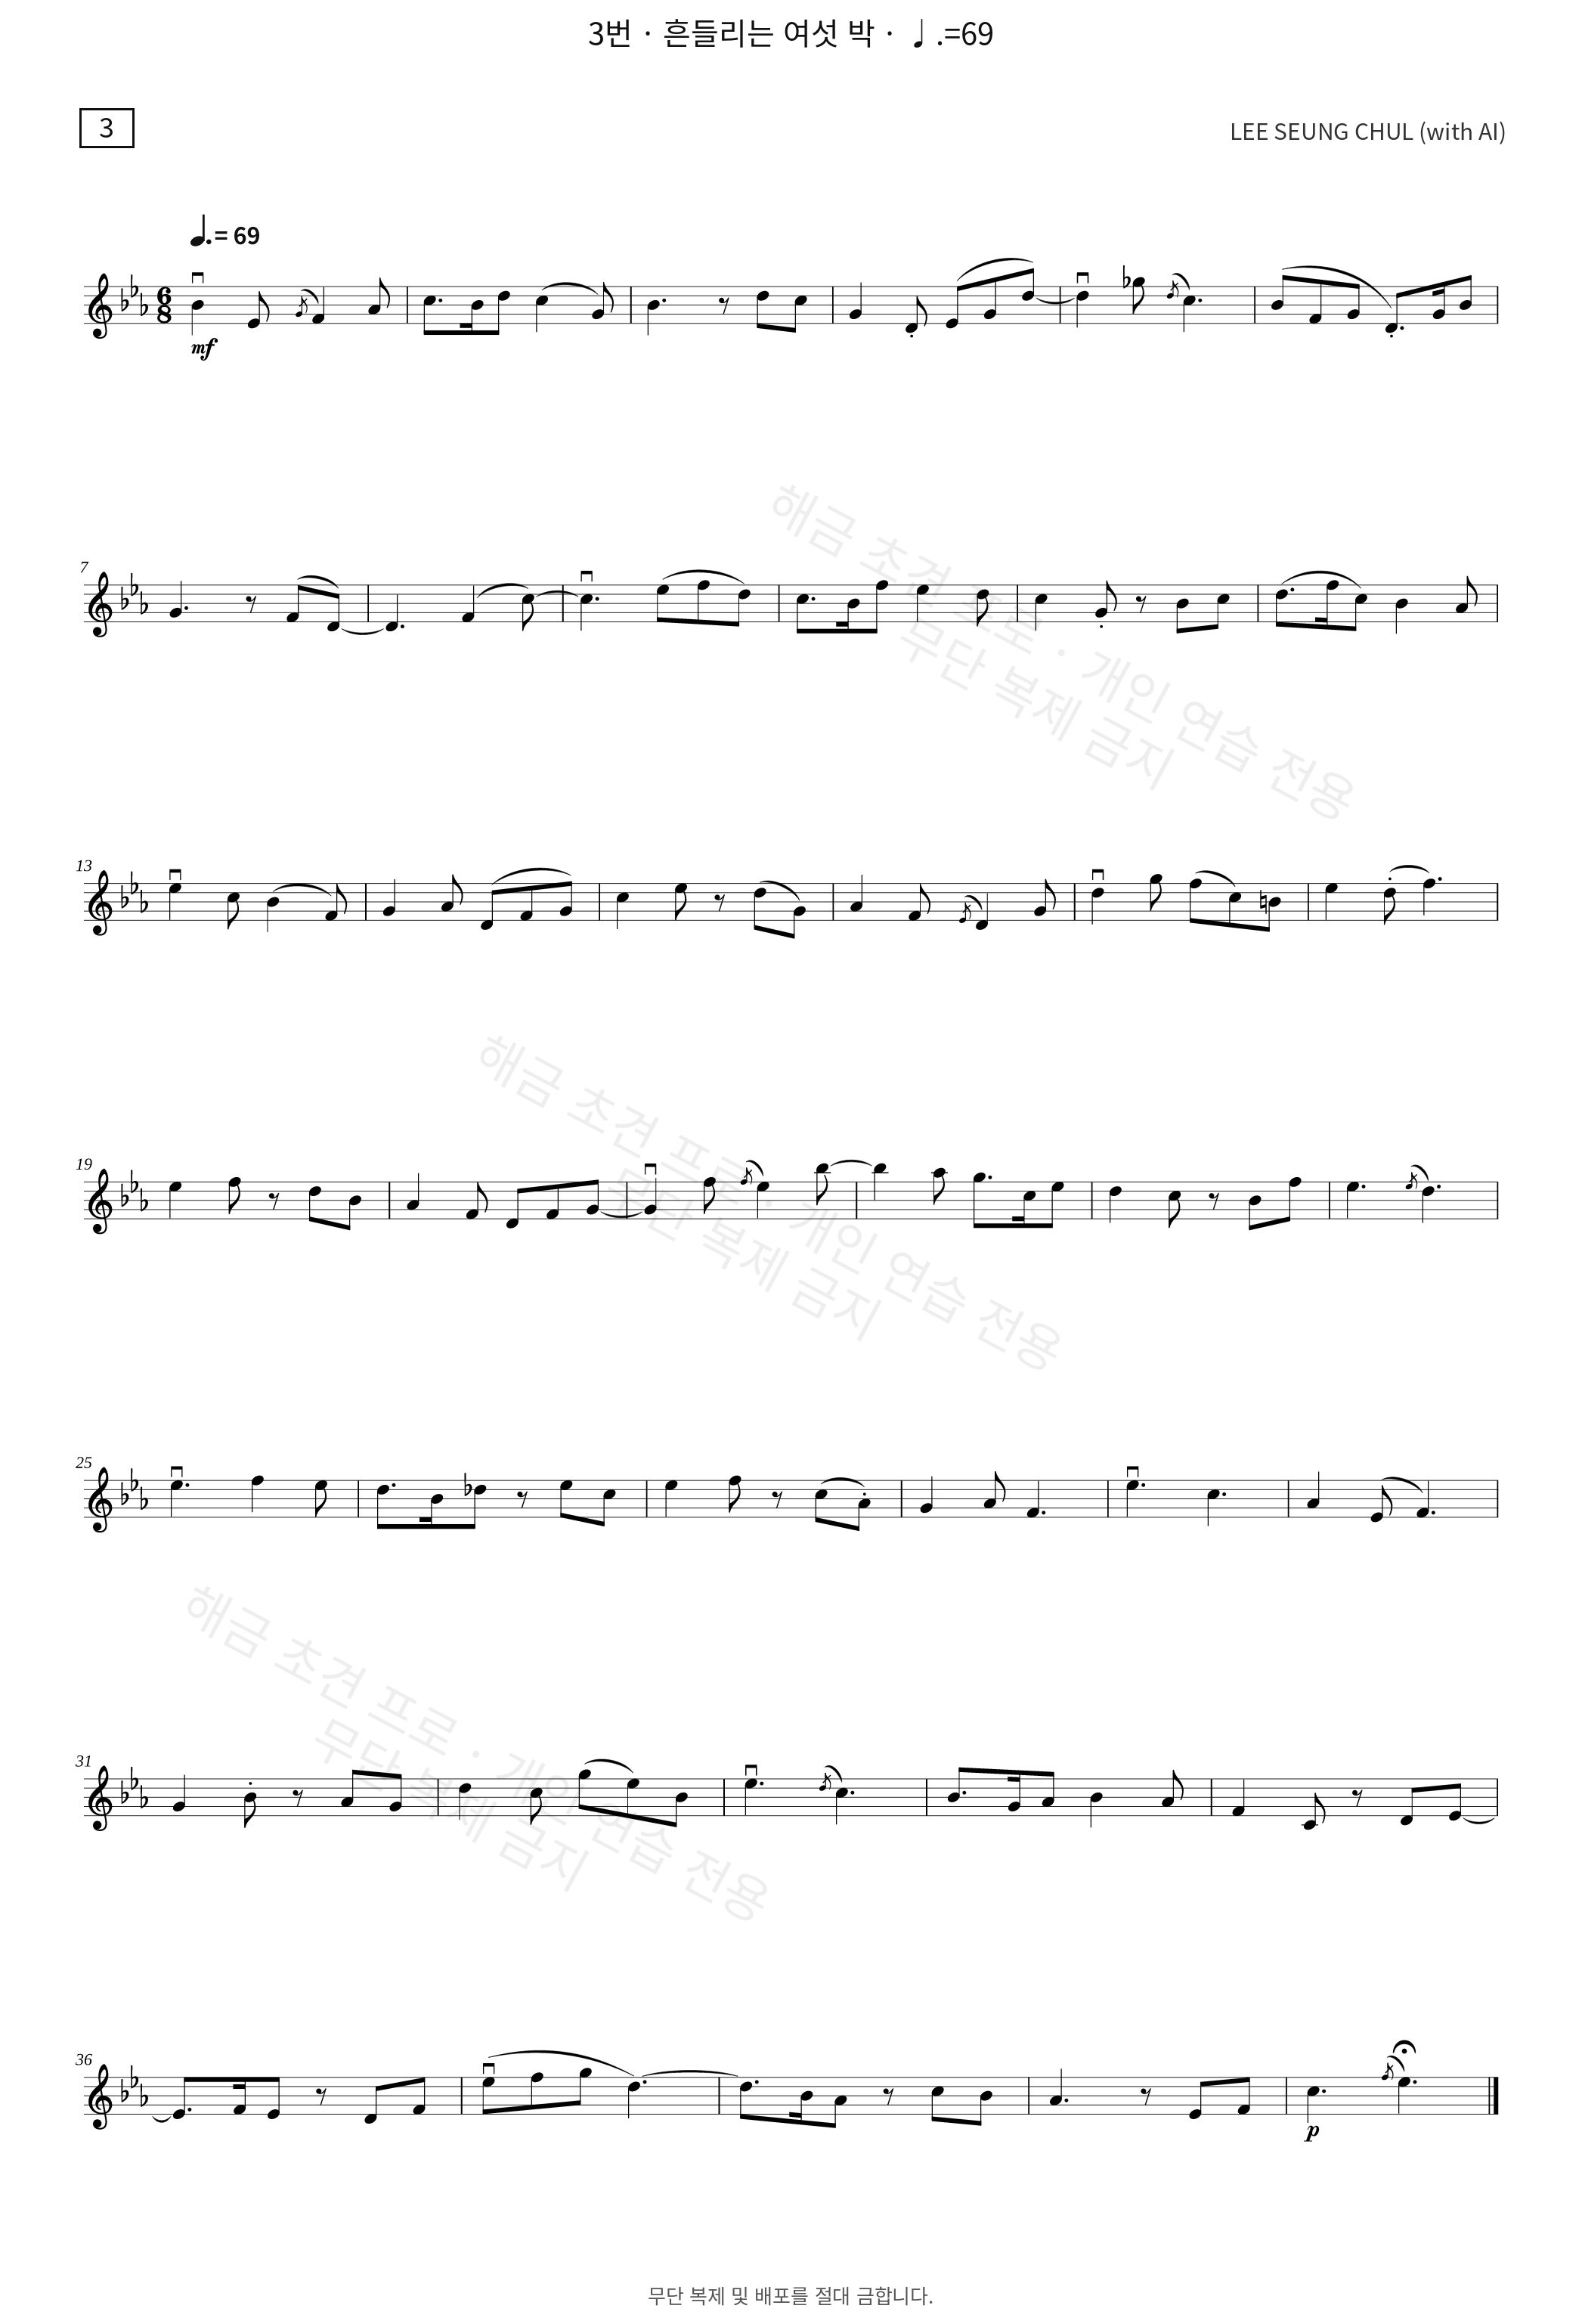 3번 · 흔들리는 여섯 박 · ♩.=69
3
LEE SEUNG CHUL (with AI)
♩.= 69
6
8
mf
해금 초견 프로 · 개인 연습 전용
무단 복제 금지
7
13
해금 초견 프로 · 개인 연습 전용
무단 복제 금지
19
25
해금 초견 프로 · 개인 연습 전용
무단 복제 금지
31
36
p
무단 복제 및 배포를 절대 금합니다.